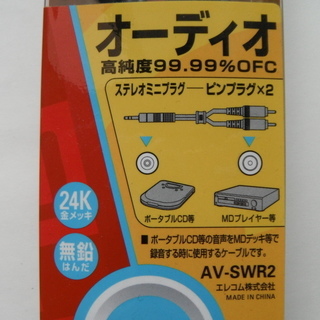 オーディオ
高純度99.99%OFC
ステレオミニプラグ―ピンプラグ×2
24K
金メッキ
無鉛
はんだ
ポータブルCD等
MDプレイヤー等
■ポータブルCD等の音声をMDデッキ等で
録音する時に使用するケーブルです。
AV-SWR2
エレコム株式会社
MADE IN CHINA